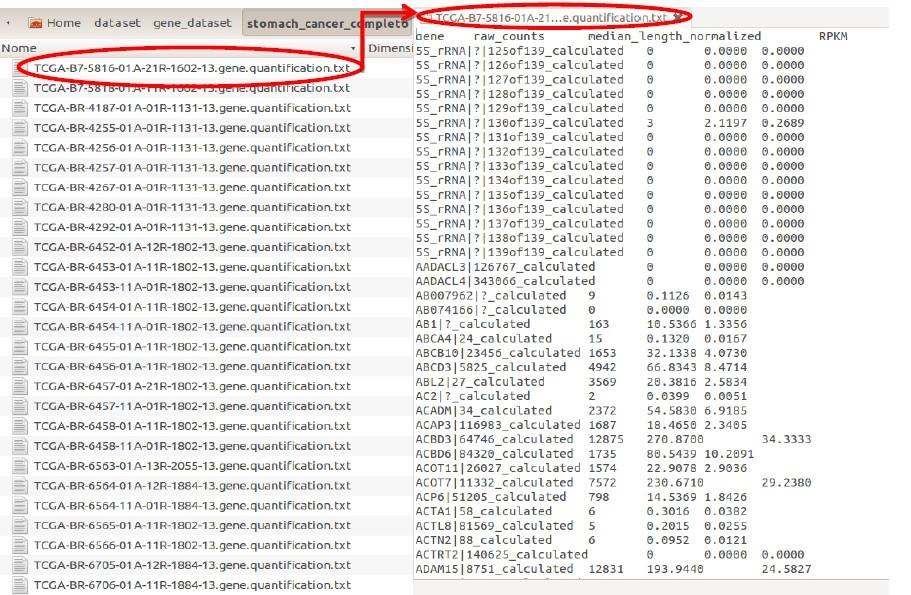 Home dataset gene_dataset stomach_cancer_completo
Nome Dimensi
TCGA-B7-5816-01A-21R-1602-13.gene.quantification.txt
TCGA-B7-5818-01A-11R-1602-13.gene.quantification.txt
TCGA-BR-4187-01A-01R-1131-13.gene.quantification.txt
TCGA-BR-4255-01A-01R-1131-13.gene.quantification.txt
TCGA-BR-4256-01A-01R-1131-13.gene.quantification.txt
TCGA-BR-4257-01A-01R-1131-13.gene.quantification.txt
TCGA-BR-4267-01A-01R-1131-13.gene.quantification.txt
TCGA-BR-4280-01A-01R-1131-13.gene.quantification.txt
TCGA-BR-4292-01A-01R-1131-13.gene.quantification.txt
TCGA-BR-6452-01A-12R-1802-13.gene.quantification.txt
TCGA-BR-6453-01A-11R-1802-13.gene.quantification.txt
TCGA-BR-6453-11A-01R-1802-13.gene.quantification.txt
TCGA-BR-6454-01A-11R-1802-13.gene.quantification.txt
TCGA-BR-6454-11A-01R-1802-13.gene.quantification.txt
TCGA-BR-6455-01A-11R-1802-13.gene.quantification.txt
TCGA-BR-6456-01A-11R-1802-13.gene.quantification.txt
TCGA-BR-6457-01A-21R-1802-13.gene.quantification.txt
TCGA-BR-6457-11A-01R-1802-13.gene.quantification.txt
TCGA-BR-6458-01A-11R-1802-13.gene.quantification.txt
TCGA-BR-6458-11A-01R-1802-13.gene.quantification.txt
TCGA-BR-6563-01A-13R-2055-13.gene.quantification.txt
TCGA-BR-6564-01A-12R-1884-13.gene.quantification.txt
TCGA-BR-6564-11A-01R-1884-13.gene.quantification.txt
TCGA-BR-6565-01A-11R-1802-13.gene.quantification.txt
TCGA-BR-6566-01A-11R-1802-13.gene.quantification.txt
TCGA-BR-6705-01A-12R-1884-13.gene.quantification.txt
TCGA-BR-6706-01A-11R-1884-13.gene.quantification.txt
TCGA-B7-5816-01A-21...e.quantification.txt
gene raw_counts median_length_normalized RPKM
5S_rRNA|?|125of139_calculated 0 0.0000 0.0000
5S_rRNA|?|126of139_calculated 0 0.0000 0.0000
5S_rRNA|?|127of139_calculated 0 0.0000 0.0000
5S_rRNA|?|128of139_calculated 0 0.0000 0.0000
5S_rRNA|?|129of139_calculated 0 0.0000 0.0000
5S_rRNA|?|130of139_calculated 3 2.1197 0.2689
5S_rRNA|?|131of139_calculated 0 0.0000 0.0000
5S_rRNA|?|132of139_calculated 0 0.0000 0.0000
5S_rRNA|?|133of139_calculated 0 0.0000 0.0000
5S_rRNA|?|134of139_calculated 0 0.0000 0.0000
5S_rRNA|?|135of139_calculated 0 0.0000 0.0000
5S_rRNA|?|136of139_calculated 0 0.0000 0.0000
5S_rRNA|?|137of139_calculated 0 0.0000 0.0000
5S_rRNA|?|138of139_calculated 0 0.0000 0.0000
5S_rRNA|?|139of139_calculated 0 0.0000 0.0000
AADACL3|126767_calculated 0 0.0000 0.0000
AADACL4|343066_calculated 0 0.0000 0.0000
AB007962|?_calculated 9 0.1126 0.0143
AB074166|?_calculated 0 0.0000 0.0000
AB1|?_calculated 163 10.5366 1.3356
ABCA4|24_calculated 15 0.1320 0.0167
ABCB10|23456_calculated 1653 32.1338 4.0730
ABCD3|5825_calculated 4942 66.8343 8.4714
ABL2|27_calculated 3569 20.3816 2.5834
AC2|?_calculated 2 0.0399 0.0051
ACADM|34_calculated 2372 54.5830 6.9185
ACAP3|116983_calculated 1687 18.4650 2.3405
ACBD3|64746_calculated 12875 270.8700 34.3333
ACBD6|84320_calculated 1735 80.5439 10.2091
ACOT11|26027_calculated 1574 22.9078 2.9036
ACOT7|11332_calculated 7572 230.6710 29.2380
ACP6|51205_calculated 798 14.5369 1.8426
ACTA1|58_calculated 6 0.3016 0.0382
ACTL8|81569_calculated 5 0.2015 0.0255
ACTN2|88_calculated 6 0.0952 0.0121
ACTRT2|140625_calculated 0 0.0000 0.0000
ADAM15|8751_calculated 12831 193.9440 24.5827